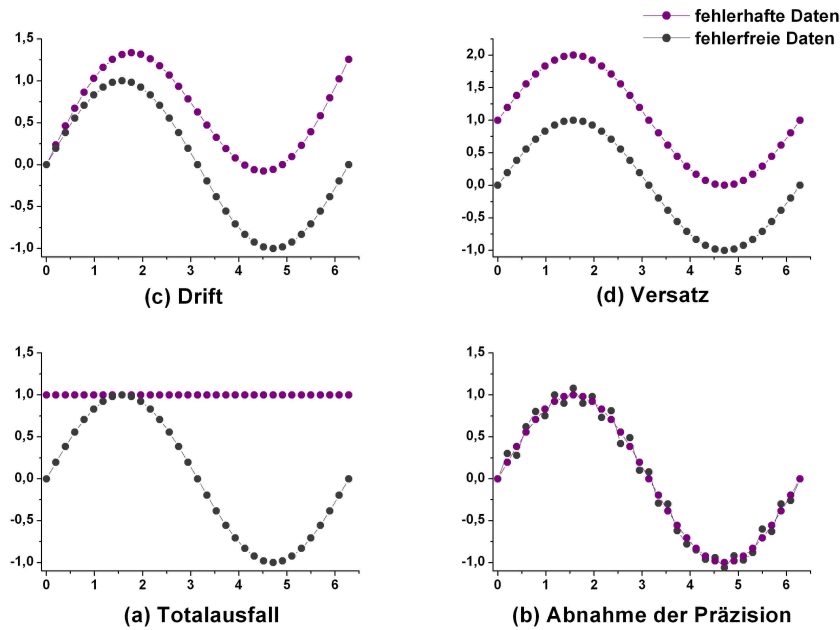 fehlerhafte Daten
fehlerfreie Daten
1,5
1,0
0,5
0,0
-0,5
-1,0
0 1 2 3 4 5 6
(c) Drift
2,0
1,5
1,0
0,5
0,0
-0,5
-1,0
0 1 2 3 4 5 6
(d) Versatz
1,5
1,0
0,5
0,0
-0,5
-1,0
0 1 2 3 4 5 6
(a) Totalausfall
1,5
1,0
0,5
0,0
-0,5
-1,0
0 1 2 3 4 5 6
(b) Abnahme der Präzision